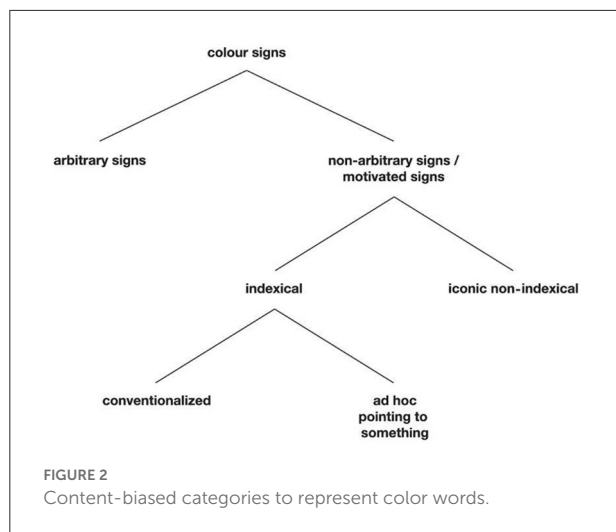 colour signs
arbitrary signs
non-arbitrary signs /
motivated signs
indexical
iconic non-indexical
conventionalized
ad hoc
pointing to
something
FIGURE 2
Content-biased categories to represent color words.